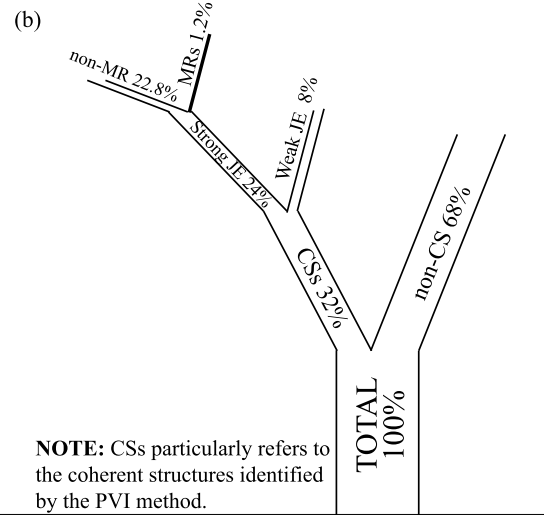 (b)
MRs 1.2%
non-MR 22.8%
Strong JE 24%
Weak JE 8%
CSs 32%
non-CS 68%
TOTAL
100%
NOTE: CSs particularly refers to
the coherent structures identified
by the PVI method.